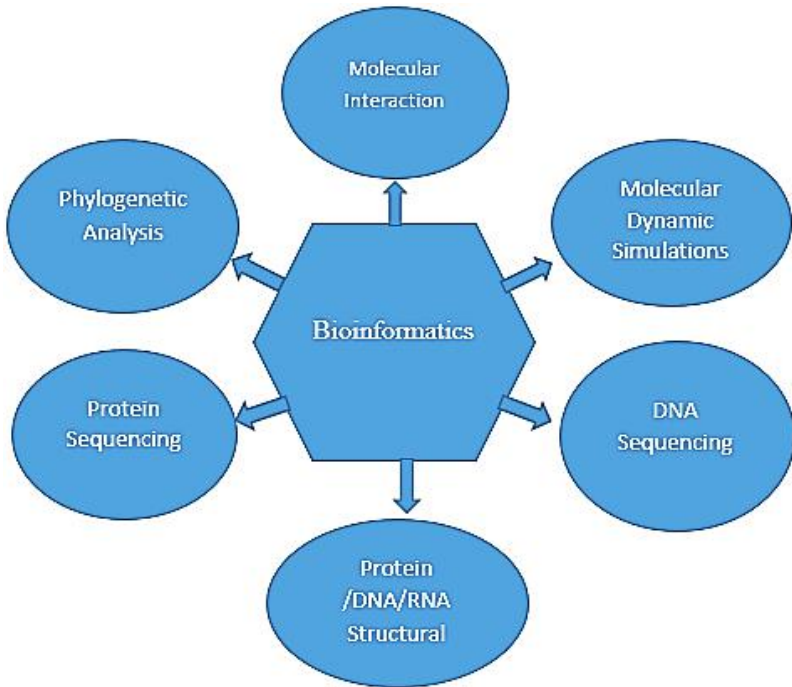 Molecular
Interaction
Phylogenetic
Analysis
Molecular
Dynamic
Simulations
Bioinformatics
Protein
Sequencing
DNA
Sequencing
Protein
/DNA/RNA
Structural